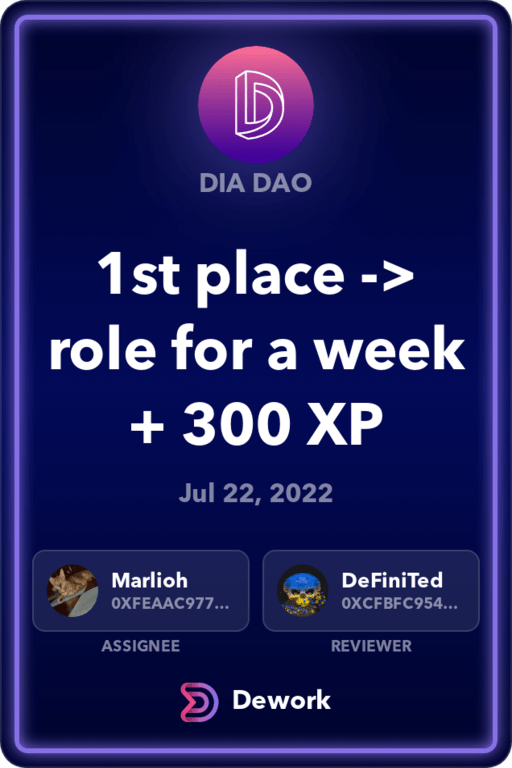 DIA DAO
1st place ->
role for a week
+ 300 XP
Jul 22, 2022
Marlioh
0XFEAAC977...
ASSIGNEE
DeFiniTed
0XCFBFC954...
REVIEWER
Dework